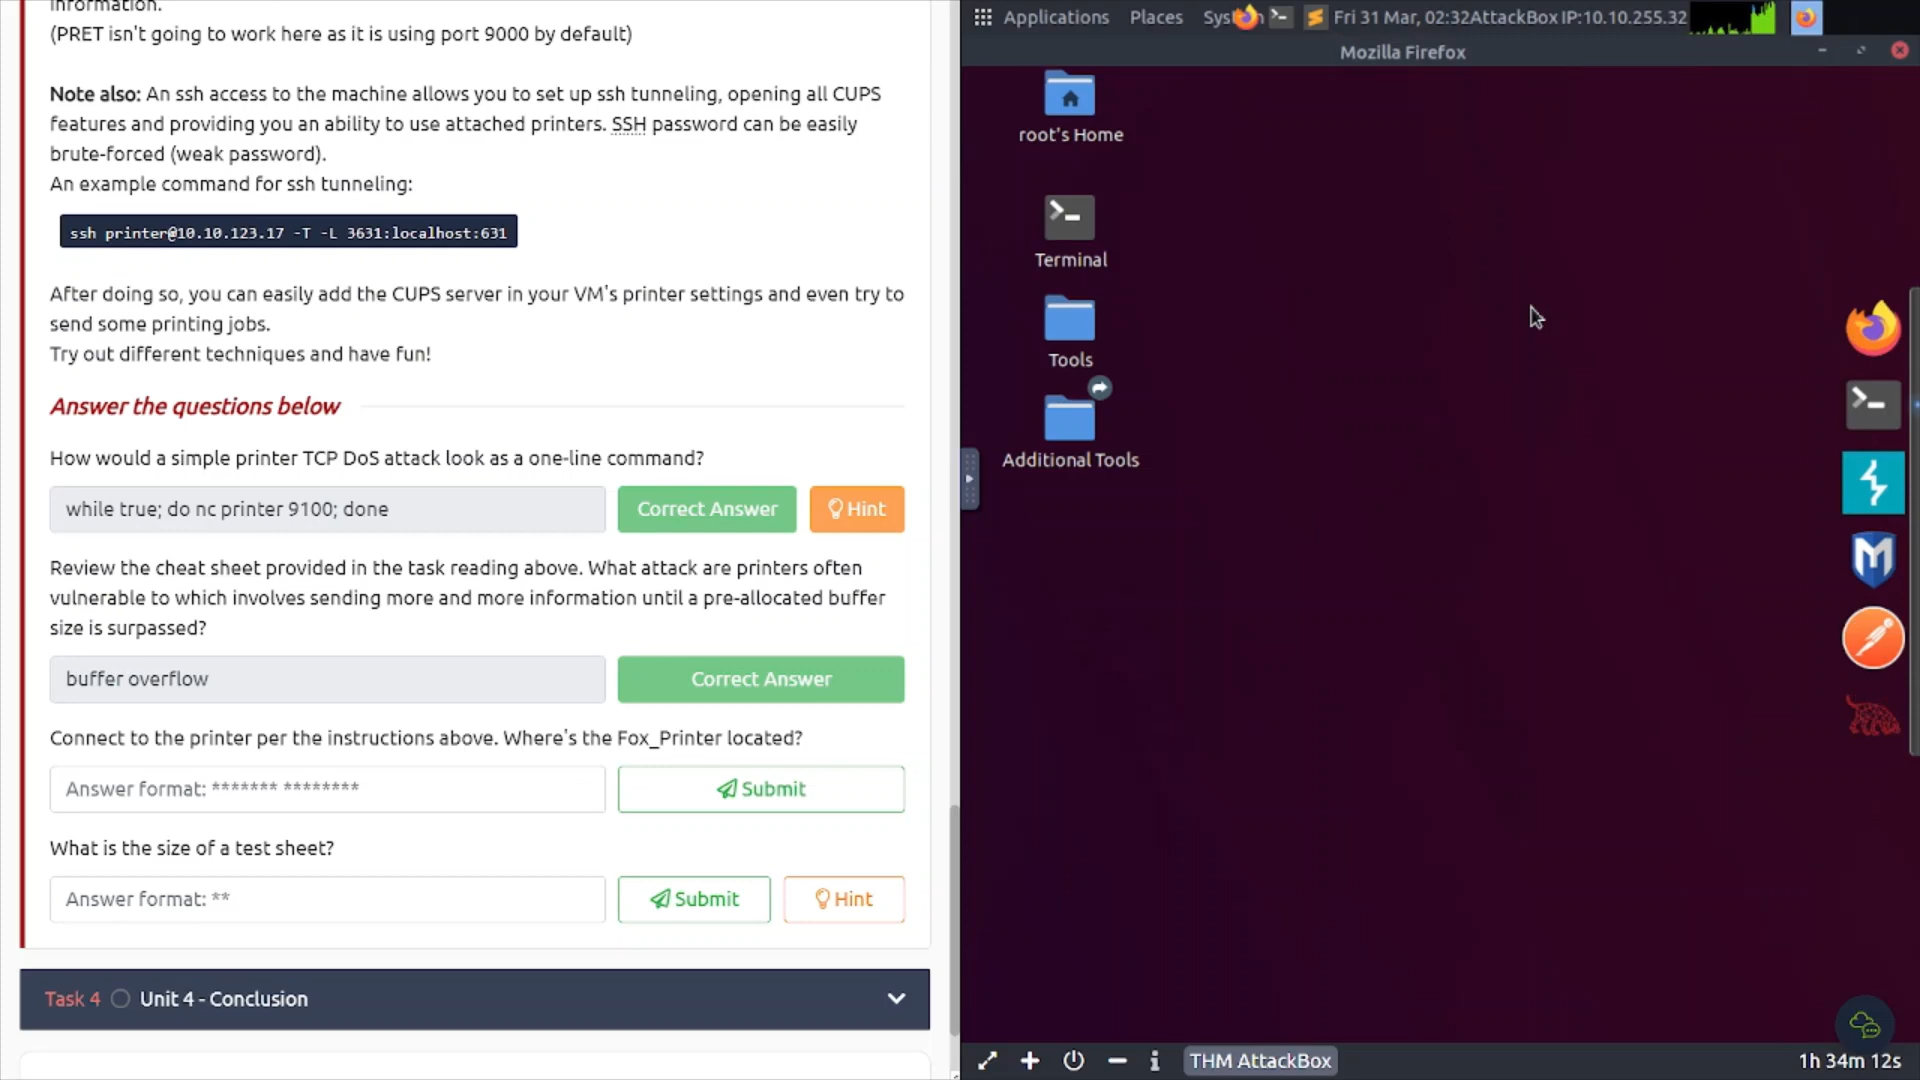 information.
(PRET isn't going to work here as it is using port 9000 by default)
Note also: An ssh access to the machine allows you to set up ssh tunneling, opening all CUPS
features and providing you an ability to use attached printers. SSH password can be easily
brute-forced (weak password).
An example command for ssh tunneling:
ssh printer@10.10.123.17 -T -L 3631:localhost:631
After doing so, you can easily add the CUPS server in your VM's printer settings and even try to
send some printing jobs.
Try out different techniques and have fun!
Answer the questions below
How would a simple printer TCP DoS attack look as a one-line command?
while true; do nc printer 9100; done
Correct Answer
Hint
Review the cheat sheet provided in the task reading above. What attack are printers often
vulnerable to which involves sending more and more information until a pre-allocated buffer
size is surpassed?
buffer overflow
Correct Answer
Connect to the printer per the instructions above. Where's the Fox_Printer located?
Answer format: ******* ********
Submit
What is the size of a test sheet?
Answer format: **
Submit
Hint
Task 4
Unit 4 - Conclusion
Applications
Places
Sys
Fri 31 Mar, 02:32
AttackBox IP:10.10.255.32
Mozilla Firefox
root's Home
Terminal
Tools
Additional Tools
THM AttackBox
1h 34m 12s